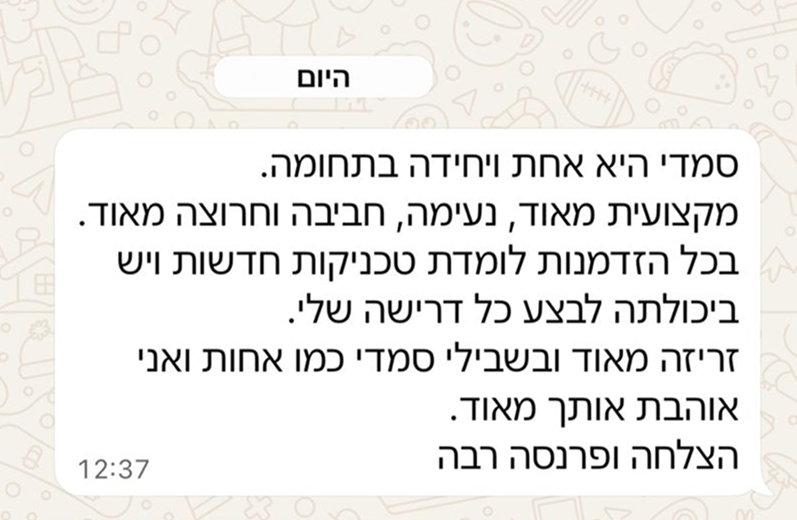 היום
סמדי היא אחת ויחידה בתחומה.
מקצועית מאוד, נעימה, חביבה וחרוצה מאוד.
בכל הזדמנות לומדת טכניקות חדשות ויש
ביכולתה לבצע כל דרישה שלי.
זריזה מאוד ובשבילי סמדי כמו אחות ואני
אוהבת אותך מאוד.
הצלחה ופרנסה רבה
12:37